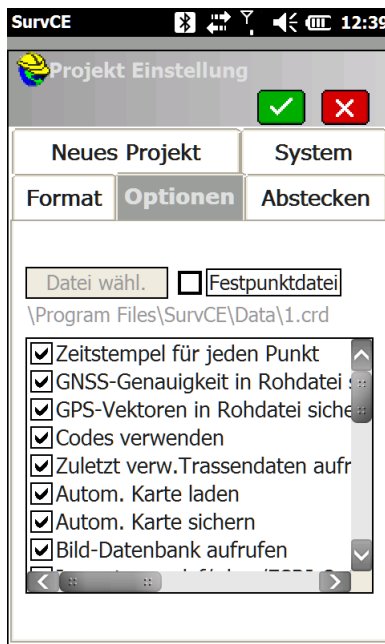 SurvCE 12:39
Projekt Einstellung
Neues Projekt System
Format Optionen Abstecken
Datei wähl. Festpunktdatei
\Program Files\SurvCE\Data\1.crd
Zeitstempel für jeden Punkt
GNSS-Genauigkeit in Rohdatei
GPS-Vektoren in Rohdatei siche
Codes verwenden
Zuletzt verw.Trassendaten aufr
Autom. Karte laden
Autom. Karte sichern
Bild-Datenbank aufrufen